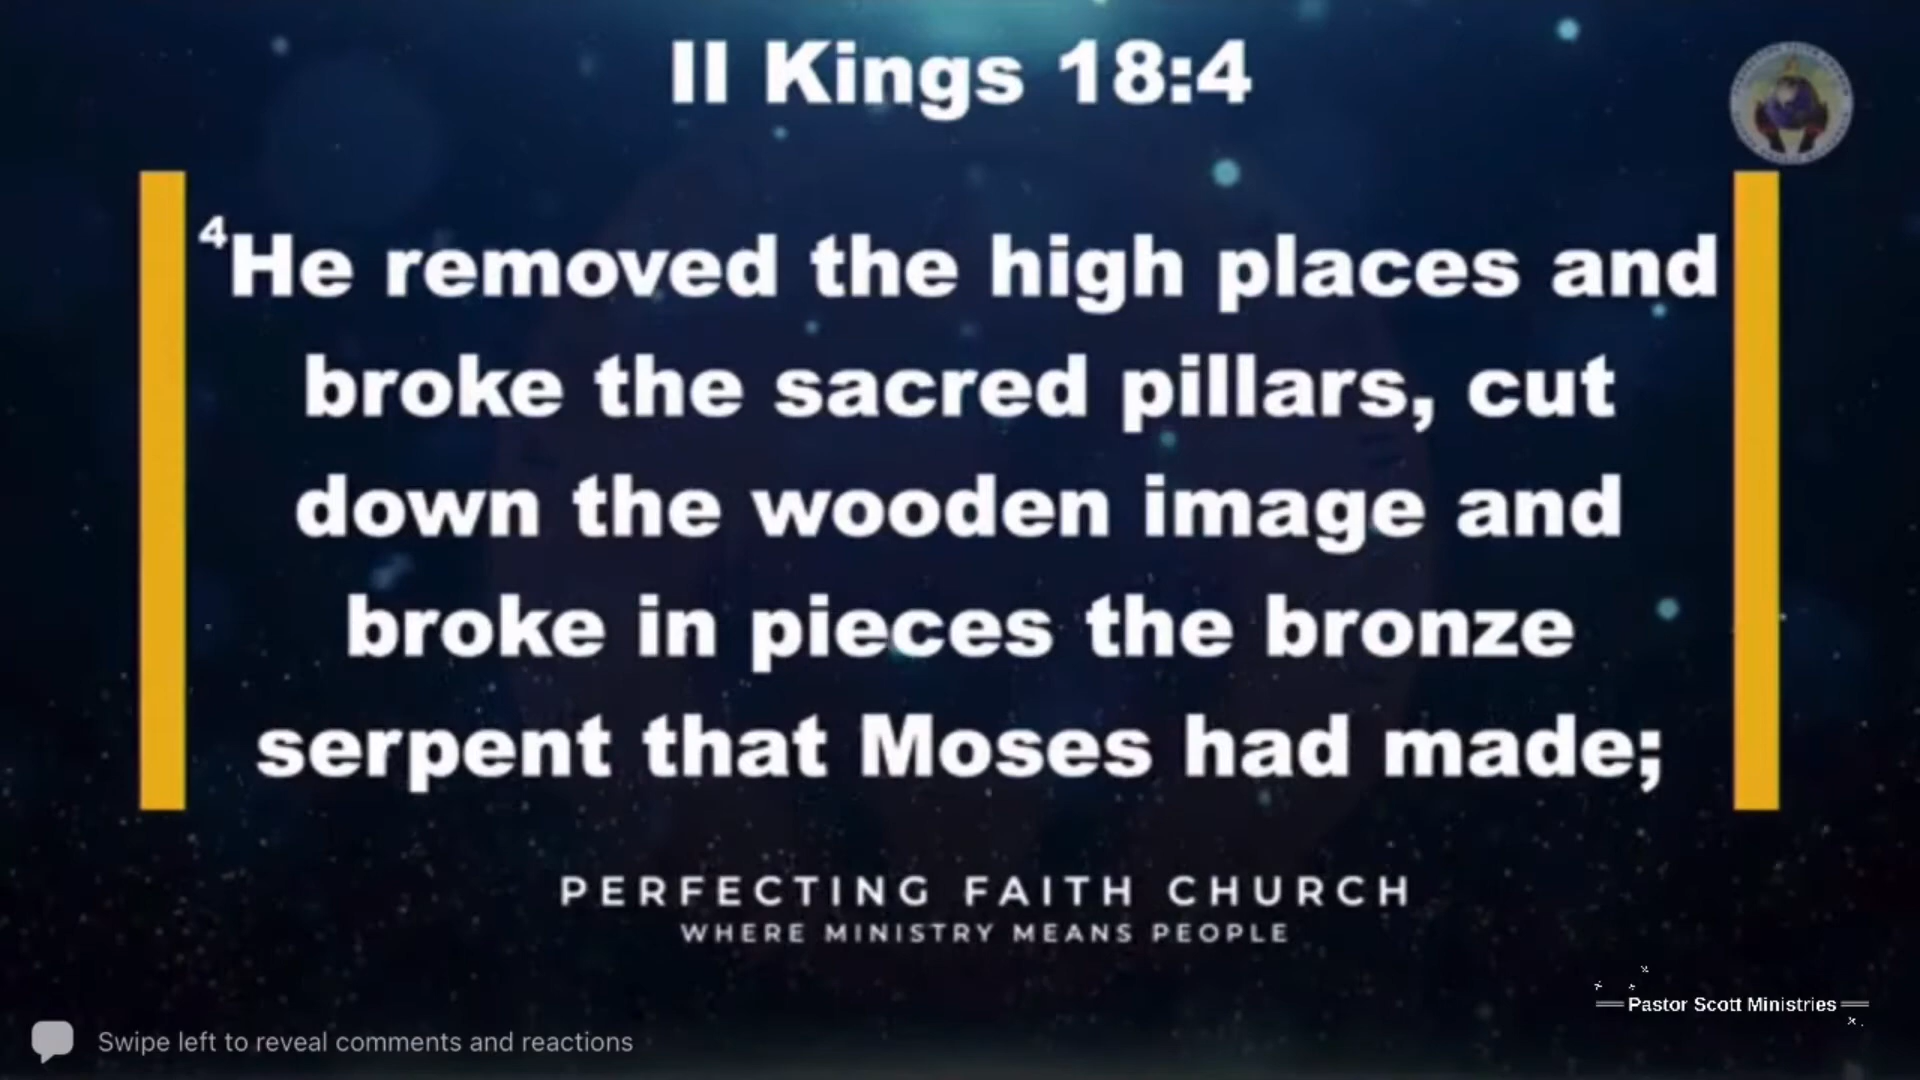 II Kings 18:4
4He removed the high places and
broke the sacred pillars, cut
down the wooden image and
broke in pieces the bronze
serpent that Moses had made;
PERFECTING FAITH CHURCH
WHERE MINISTRY MEANS PEOPLE
Pastor Scott Ministries
Swipe left to reveal comments and reactions